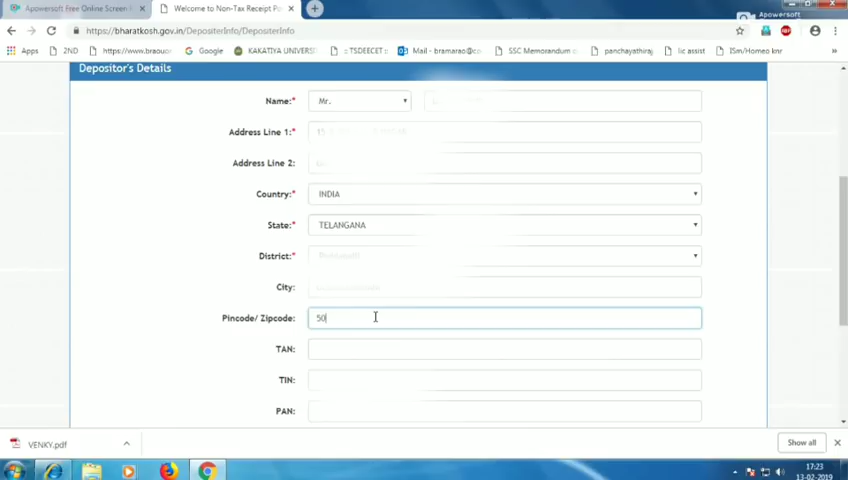 Apowersoft Free Online Screen
Welcome to Non-Tax Receipt
Apowersoft
https://bharatkosh.gov.in/DepositerInfo/DepositerInfo
Apps 2ND https://www.braou Google KAKATIYA UNIVERSI :: TSDEECET :: Mail - bramarao@c SSC Memorandum o panchayathiraj lic assist 15m/Homeo knr
Depositor's Details
Name:* Mr.
Address Line 1:*
Address Line 2:
Country:* INDIA
State:* TELANGANA
District:*
City:
Pincode/ Zipcode: 50
TAN:
TIN:
PAN:
VENKY.pdf
Show all
17:23
13-02-2019